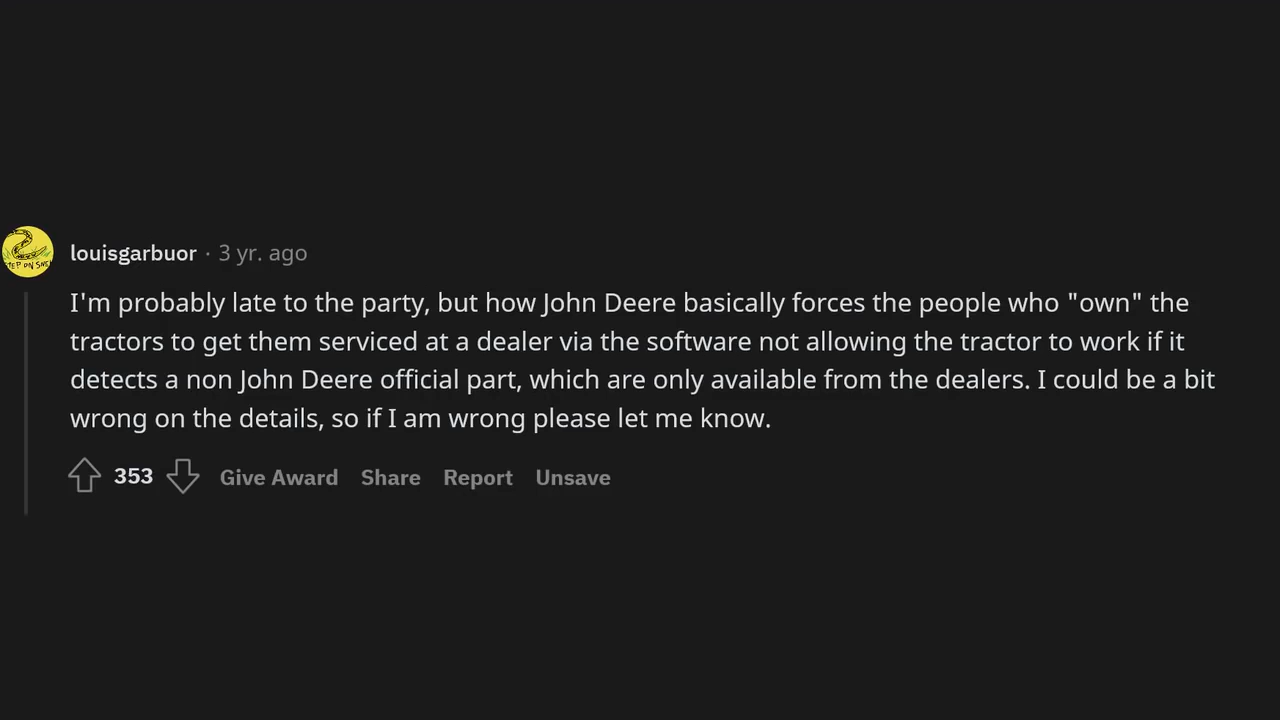 louisgarbuor · 3 yr. ago
I'm probably late to the party, but how John Deere basically forces the people who "own" the
tractors to get them serviced at a dealer via the software not allowing the tractor to work if it
detects a non John Deere official part, which are only available from the dealers. I could be a bit
wrong on the details, so if I am wrong please let me know.
353 Give Award Share Report Unsave